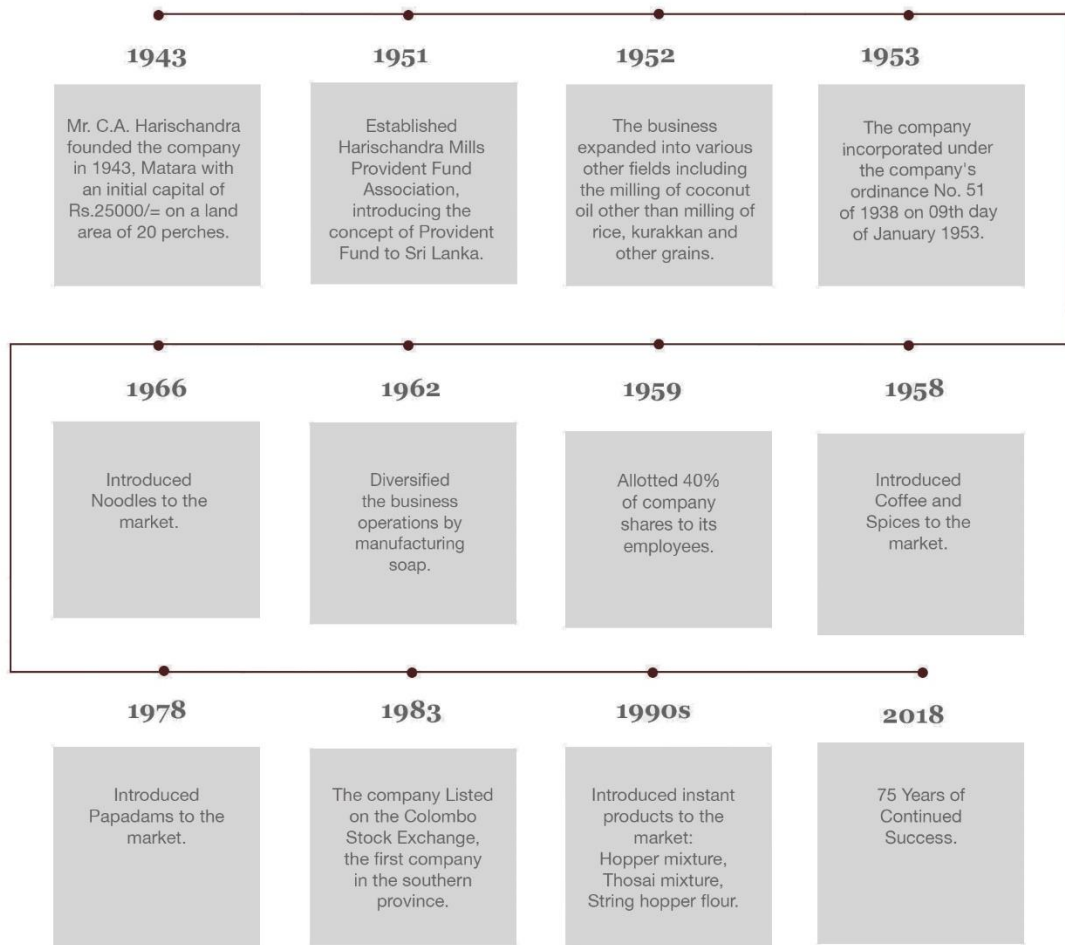 1943
Mr. C.A. Harischandra
founded the company
in 1943, Matara with
an initial capital of
Rs.25000/= on a land
area of 20 perches.
1951
Established
Harischandra Mills
Provident Fund
Association,
introducing the
concept of Provident
Fund to Sri Lanka.
1952
The business
expanded into various
other fields including
the milling of coconut
oil other than milling of
rice, kurakkan and
other grains.
1953
The company
incorporated under
the company's
ordinance No. 51
of 1938 on 09th day
of January 1953.
1958
Introduced
Coffee and
Spices to the
market.
1959
Allotted 40%
of company
shares to its
employees.
1962
Diversified
the business
operations by
manufacturing
soap.
1966
Introduced
Noodles to the
market.
1978
Introduced
Papadams to the
market.
1983
The company Listed
on the Colombo
Stock Exchange,
the first company
in the southern
province.
1990s
Introduced instant
products to the
market:
Hopper mixture,
Thosai mixture,
String hopper flour.
2018
75 Years of
Continued
Success.